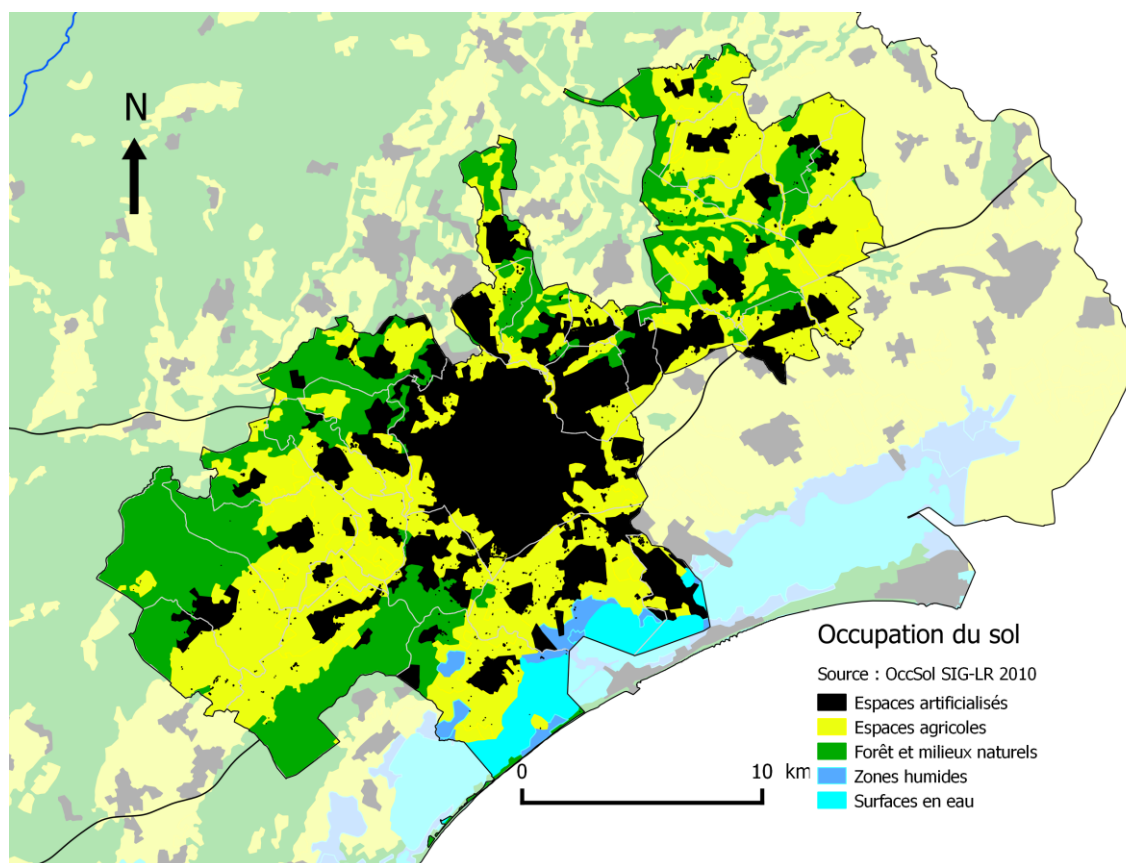 N
Occupation du sol
Source : OccSol SIG-LR 2010
Espaces artificialisés
Espaces agricoles
Forêt et milieux naturels
Zones humides
Surfaces en eau
0 10 km